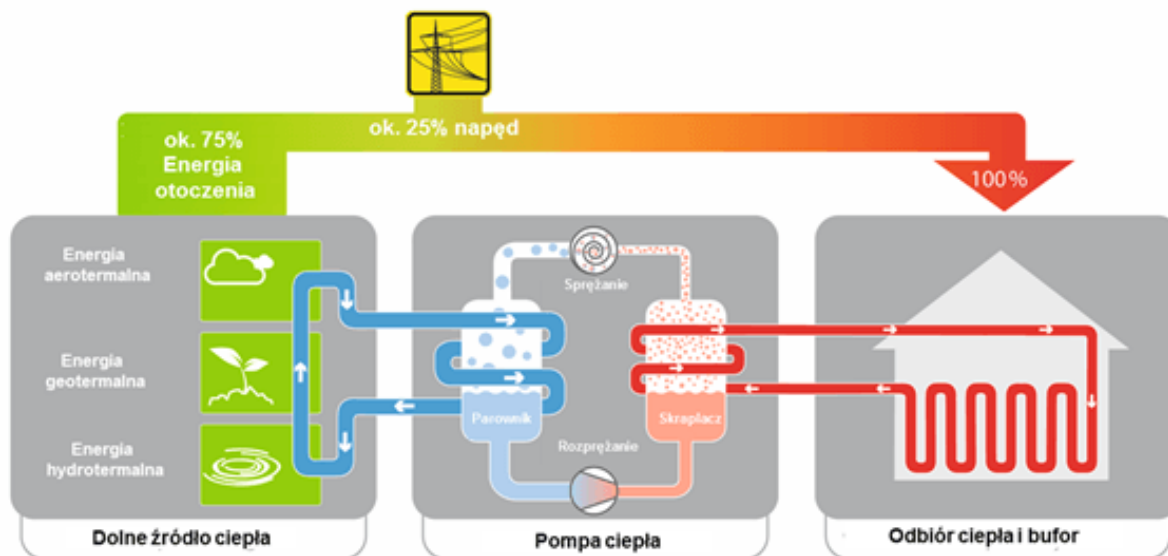 ok. 75%
Energia
otoczenia
ok. 25% napęd
100%
Energia
aerotermalna
Energia
geotermalna
Energia
hydrotermalna
Sprężanie
Parownik
Skraplacz
Rozprężanie
Dolne źródło ciepła
Pompa ciepła
Odbiór ciepła i bufor